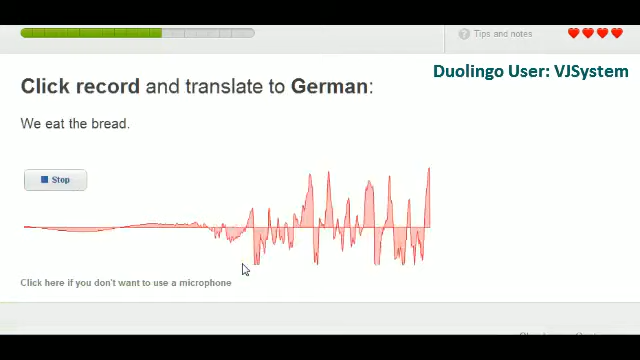 Tips and notes
Duolingo User: VJSystem
Click record and translate to German:
We eat the bread.
Stop
Click here if you don't want to use a microphone